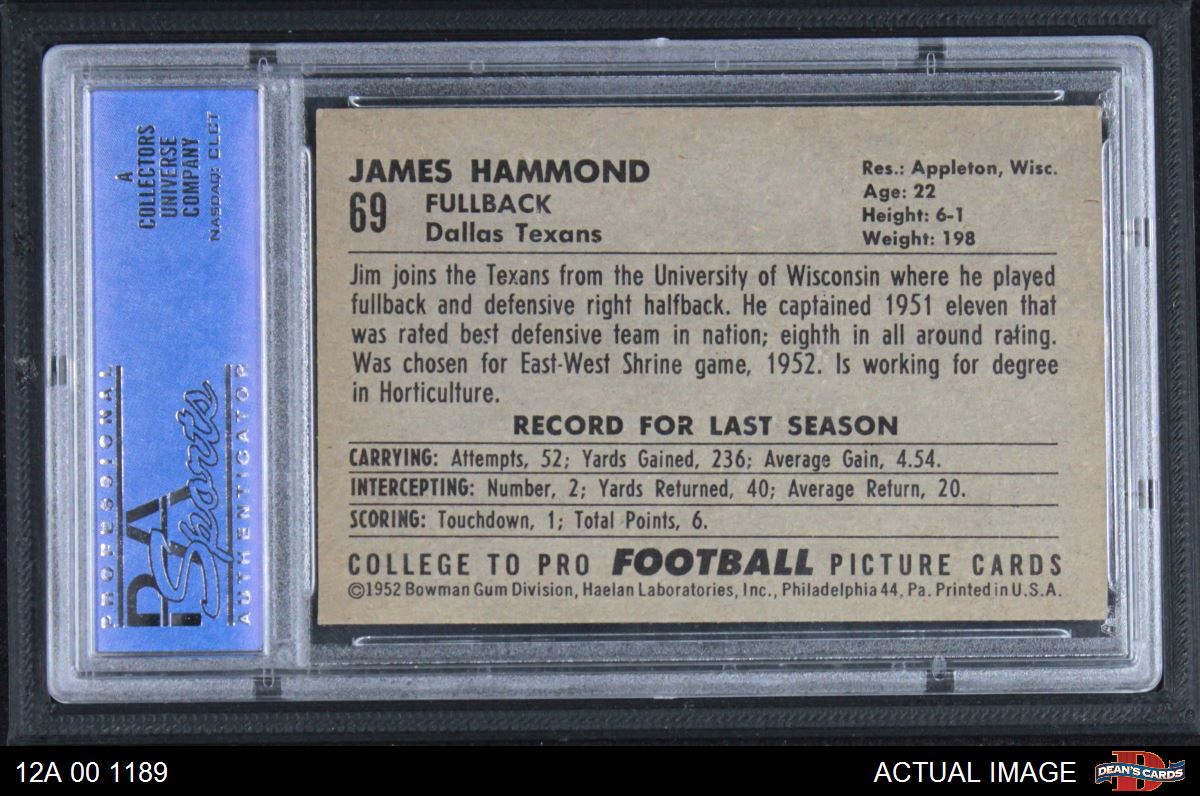 A
COLLECTORS
UNIVERSE
COMPANY
NASDAQ: CLCT
PROFESSIONAL
PSA
Sports
AUTHENTICATOR
JAMES HAMMOND
69 FULLBACK
Dallas Texans
Res.: Appleton, Wisc.
Age: 22
Height: 6-1
Weight: 198
Jim joins the Texans from the University of Wisconsin where he played
fullback and defensive right halfback. He captained 1951 eleven that
was rated best defensive team in nation; eighth in all around rating.
Was chosen for East-West Shrine game, 1952. Is working for degree
in Horticulture.
RECORD FOR LAST SEASON
CARRYING: Attempts, 52; Yards Gained, 236; Average Gain, 4.54.
INTERCEPTING: Number, 2; Yards Returned, 40; Average Return, 20.
SCORING: Touchdown, 1; Total Points, 6.
COLLEGE TO PRO FOOTBALL PICTURE CARDS
©1952 Bowman Gum Division, Haelan Laboratories, Inc., Philadelphia 44, Pa. Printed in U.S.A.
12A 00 1189
ACTUAL IMAGE
DEAN'S CARDS